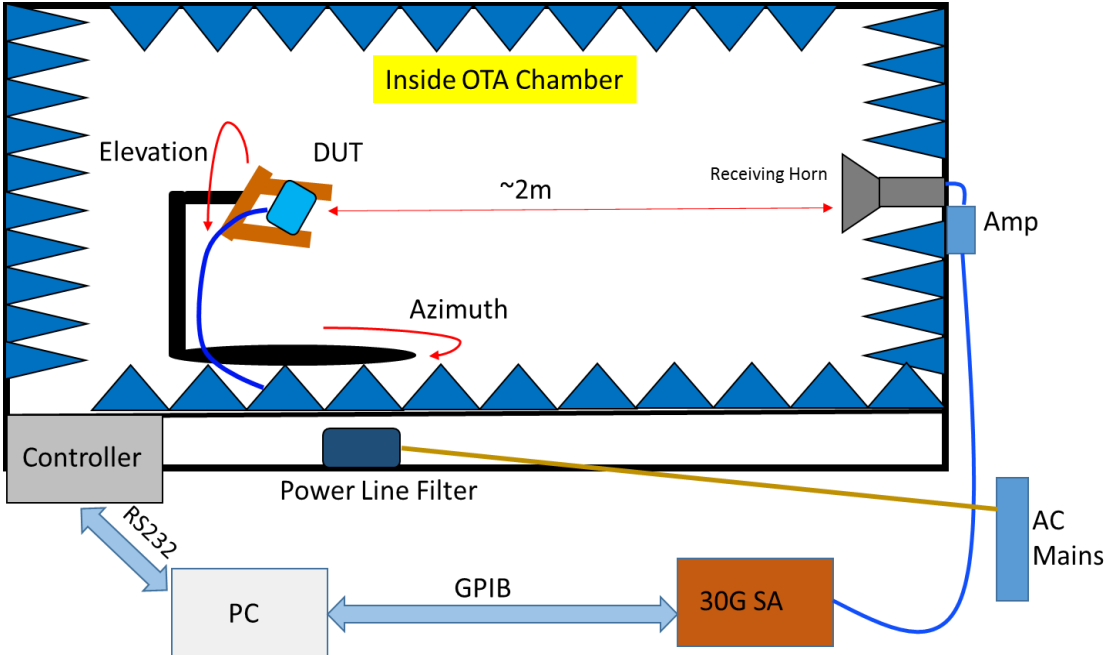 Inside OTA Chamber
Elevation
DUT
~2m
Receiving Horn
Amp
Azimuth
Controller
Power Line Filter
RS232
AC
Mains
GPIB
PC
30G SA